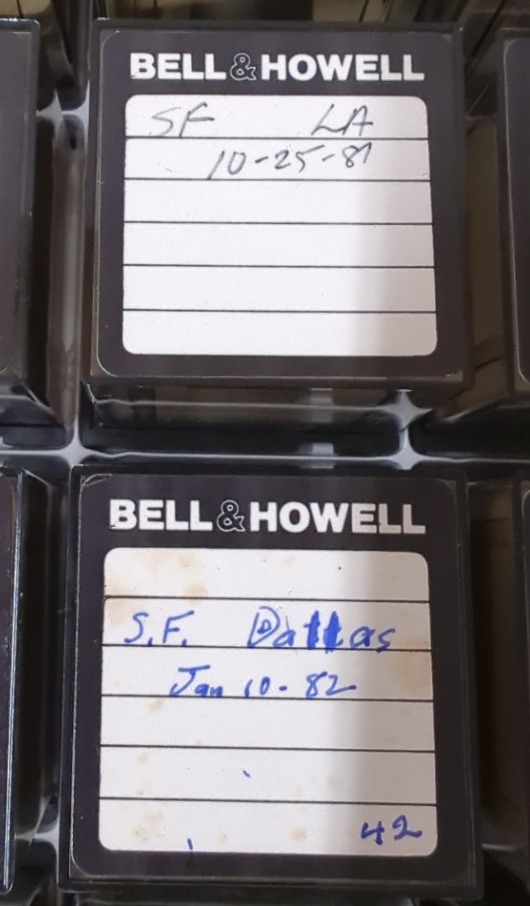 BELL & HOWELL
SF LA
10-25-81
BELL & HOWELL
S.F. Dallas
Jan 10-82
42